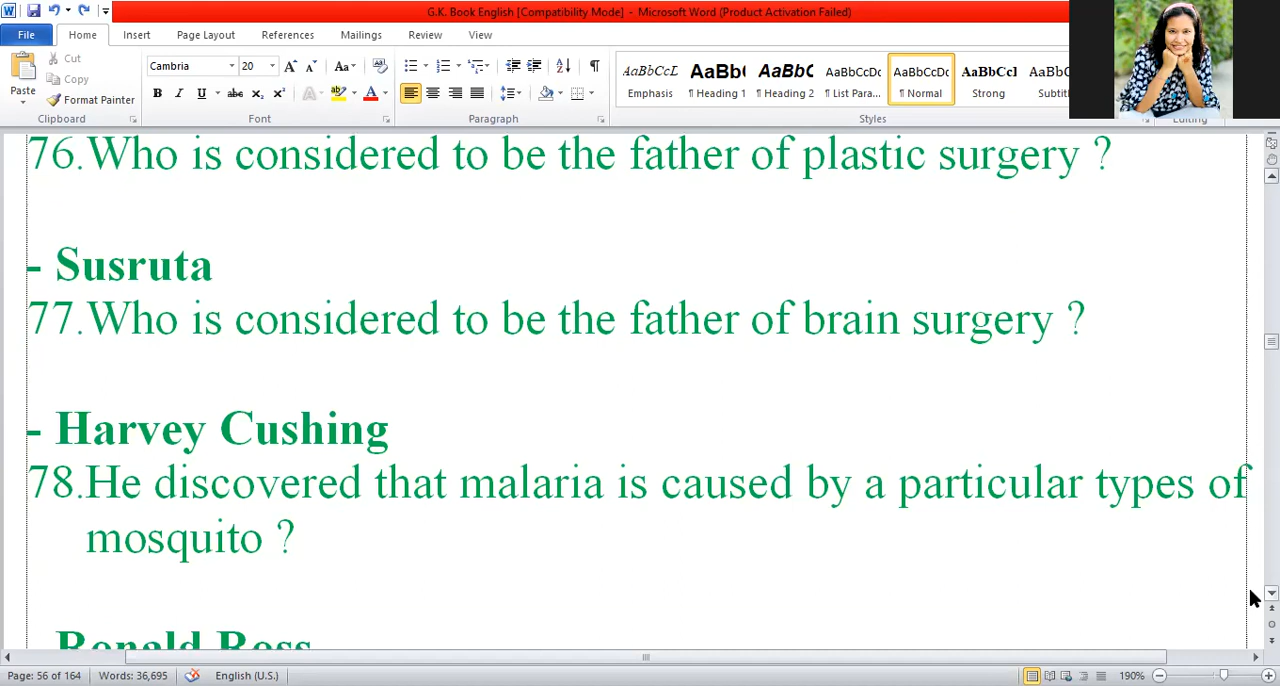 G.K. Book English [Compatibility Mode] - Microsoft Word (Product Activation Failed)
File Home Insert Page Layout References Mailings Review View
Cut
Copy
Format Painter
Paste
Clipboard
Cambria 20
Font
Paragraph
AaBbCcL AaBb( AaBbC AaBbCcDc AaBbCcDc AaBbCcl AaBb(
Emphasis ¶ Heading 1 ¶ Heading 2 ¶ List Para... ¶ Normal Strong Subtitl
Styles
Editing
76.Who is considered to be the father of plastic surgery ?
- Susruta
77.Who is considered to be the father of brain surgery ?
- Harvey Cushing
78.He discovered that malaria is caused by a particular types of
mosquito ?
Ronald Ross
Page: 56 of 164 Words: 36,695 English (U.S.) 190%